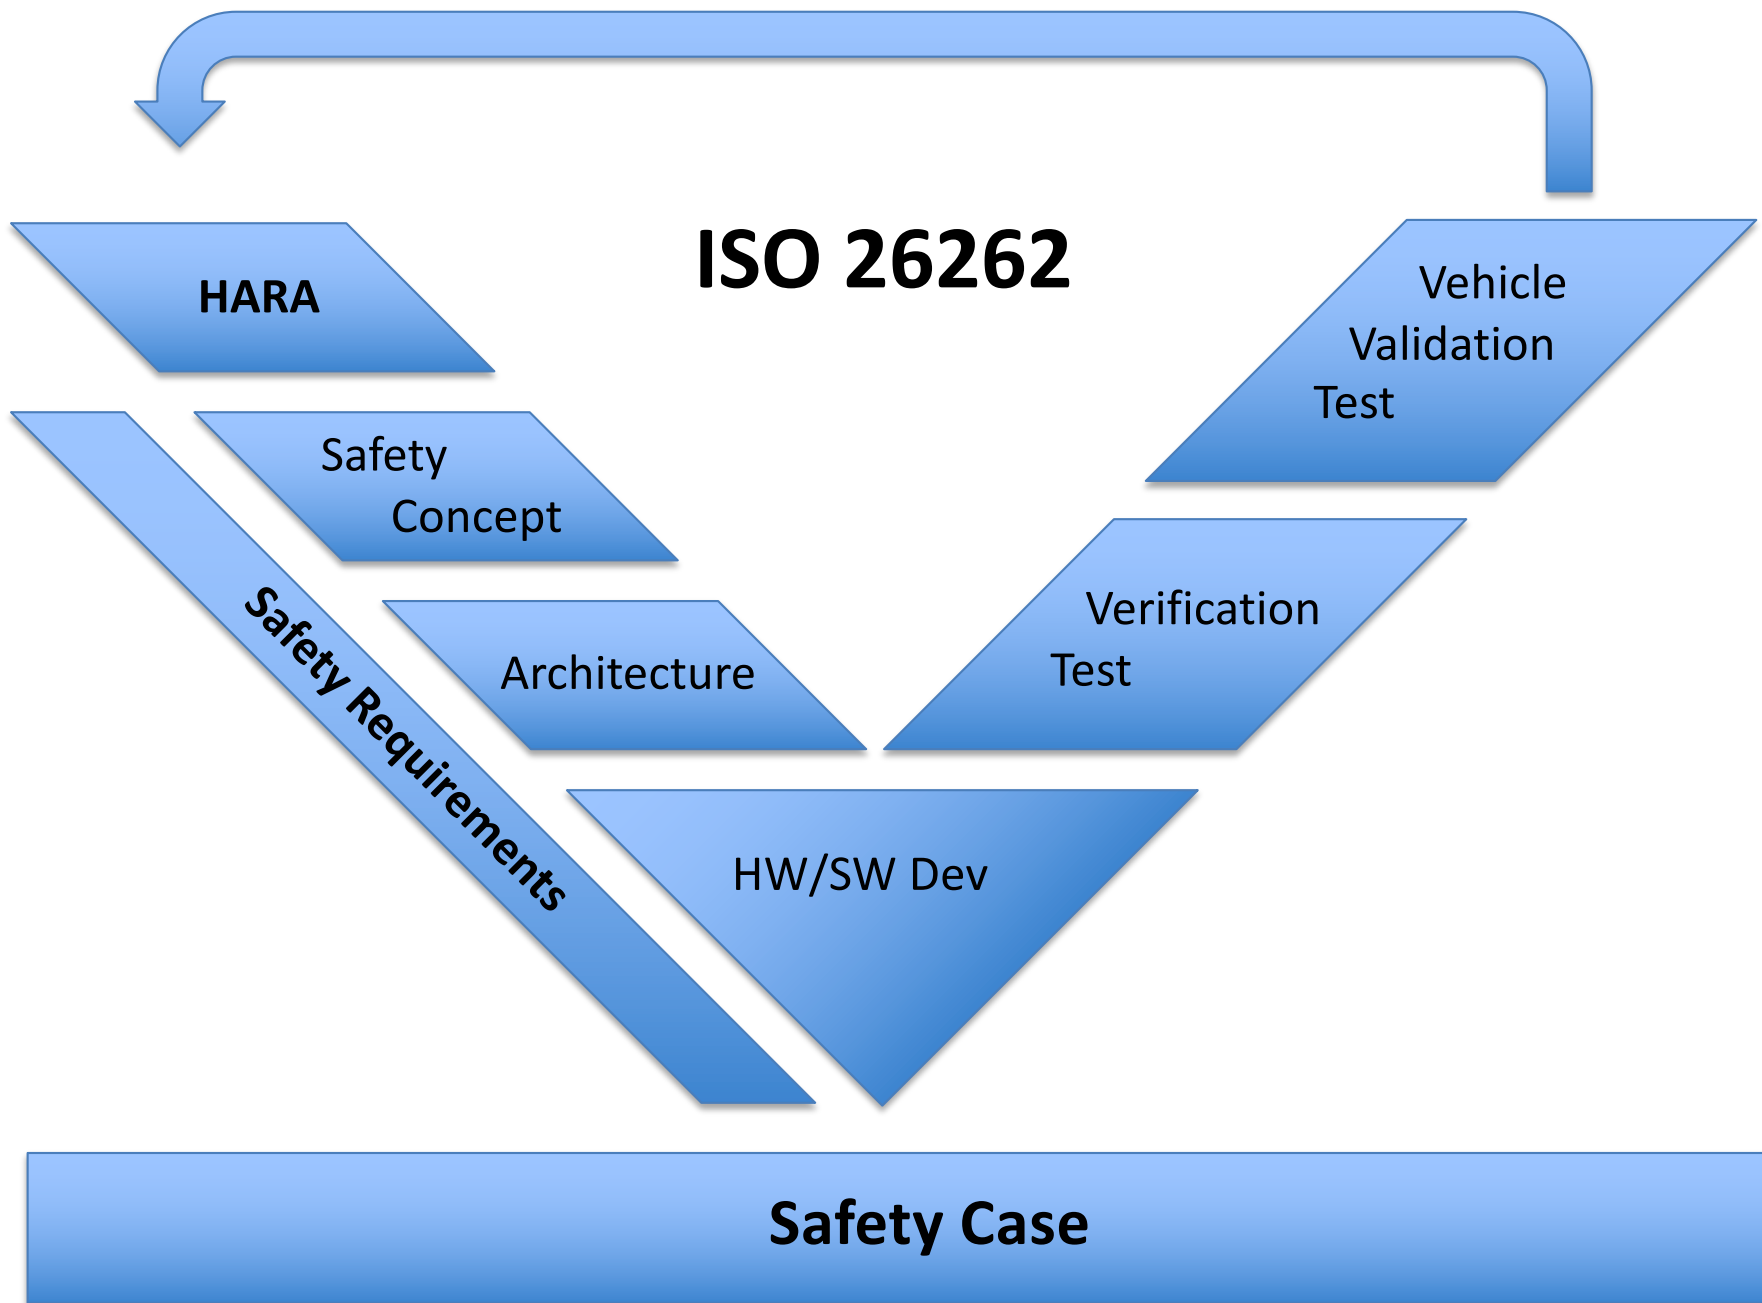 ISO 26262
HARA
Safety
Concept
Architecture
Safety Requirements
HW/SW Dev
Verification
Test
Vehicle
Validation
Test
Safety Case